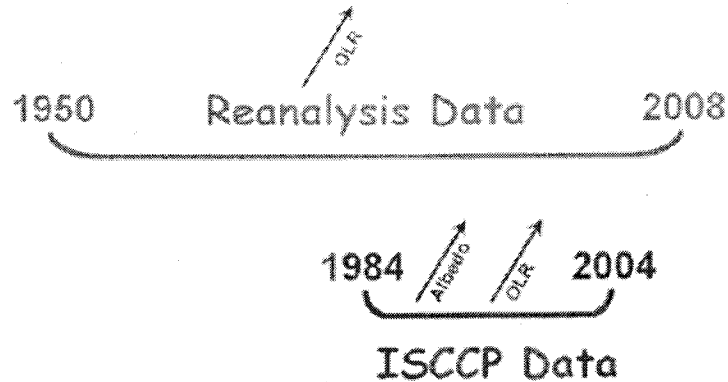 OLR
1950 Reanalysis Data 2008
1984 Albedo OLR 2004
ISCCP Data